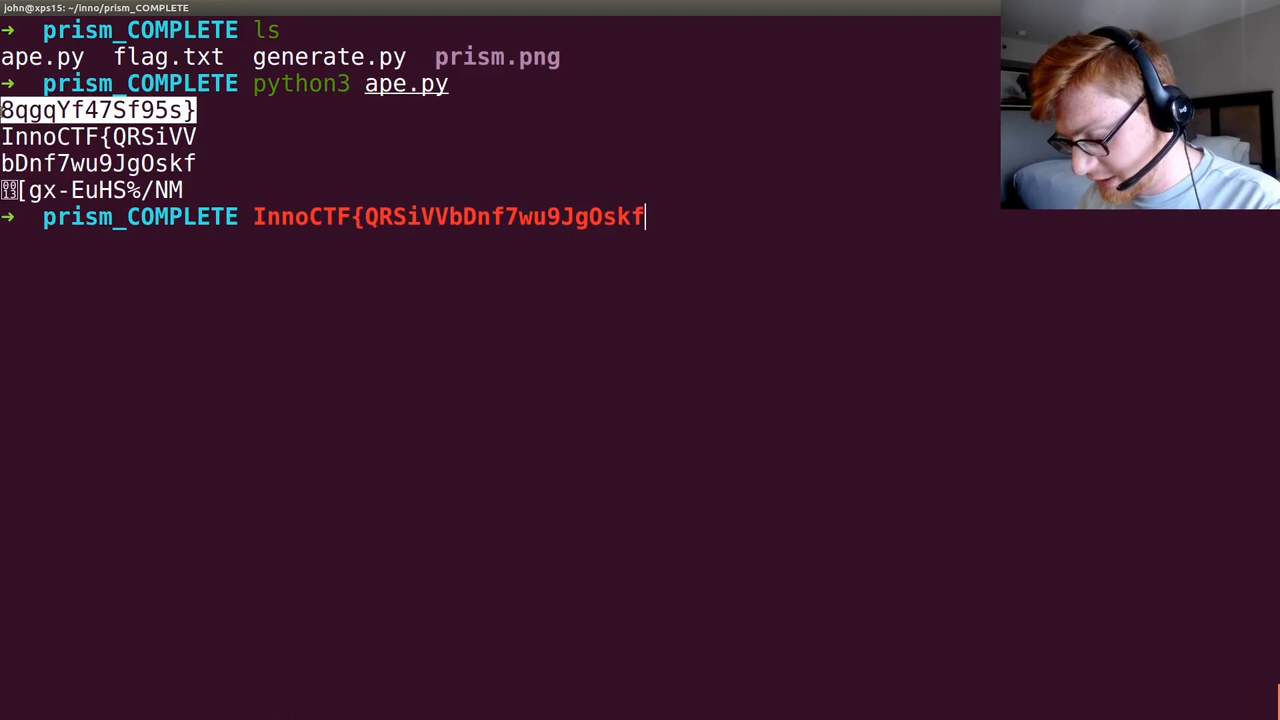 john@xps15: ~/inno/prism_COMPLETE
➜ prism_COMPLETE ls
ape.py flag.txt generate.py prism.png
➜ prism_COMPLETE python3 ape.py
8qgqYf47Sf95s}
InnoCTF{QRSiVV
bDnf7wu9JgOskf
[gx-EuHS%/NM
➜ prism_COMPLETE InnoCTF{QRSiVVbDnf7wu9JgOskf